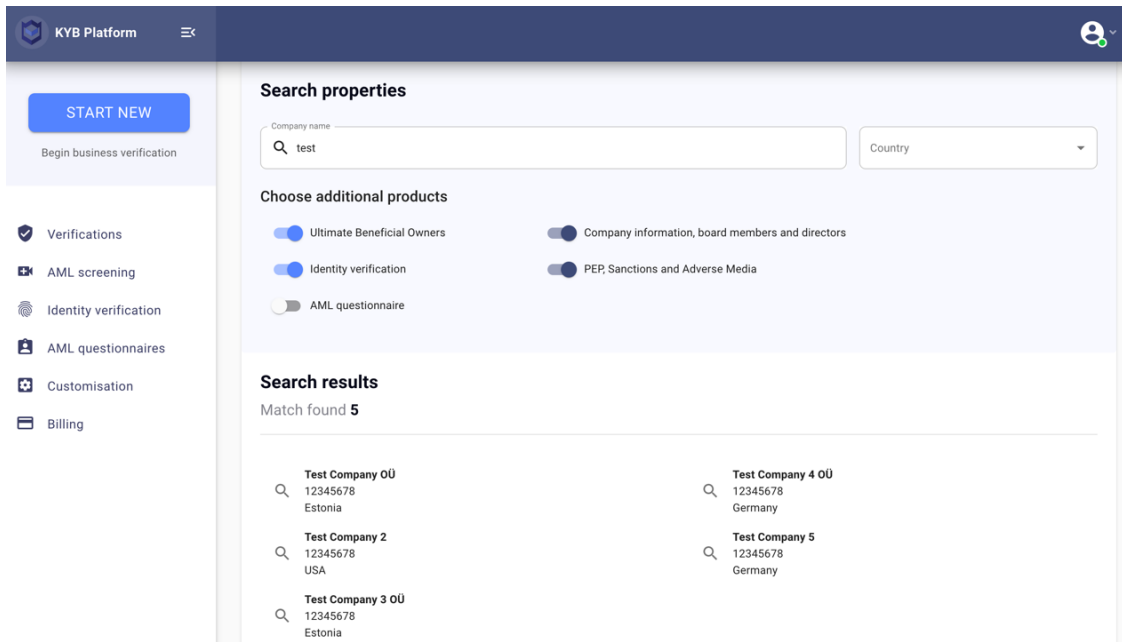 KYB Platform
START NEW
Begin business verification
Verifications
AML screening
Identity verification
AML questionnaires
Customisation
Billing
Search properties
Company name
test
Country
Choose additional products
Ultimate Beneficial Owners
Company information, board members and directors
Identity verification
PEP, Sanctions and Adverse Media
AML questionnaire
Search results
Match found 5
Test Company OÜ
12345678
Estonia
Test Company 4 OÜ
12345678
Germany
Test Company 2
12345678
USA
Test Company 5
12345678
Germany
Test Company 3 OÜ
12345678
Estonia